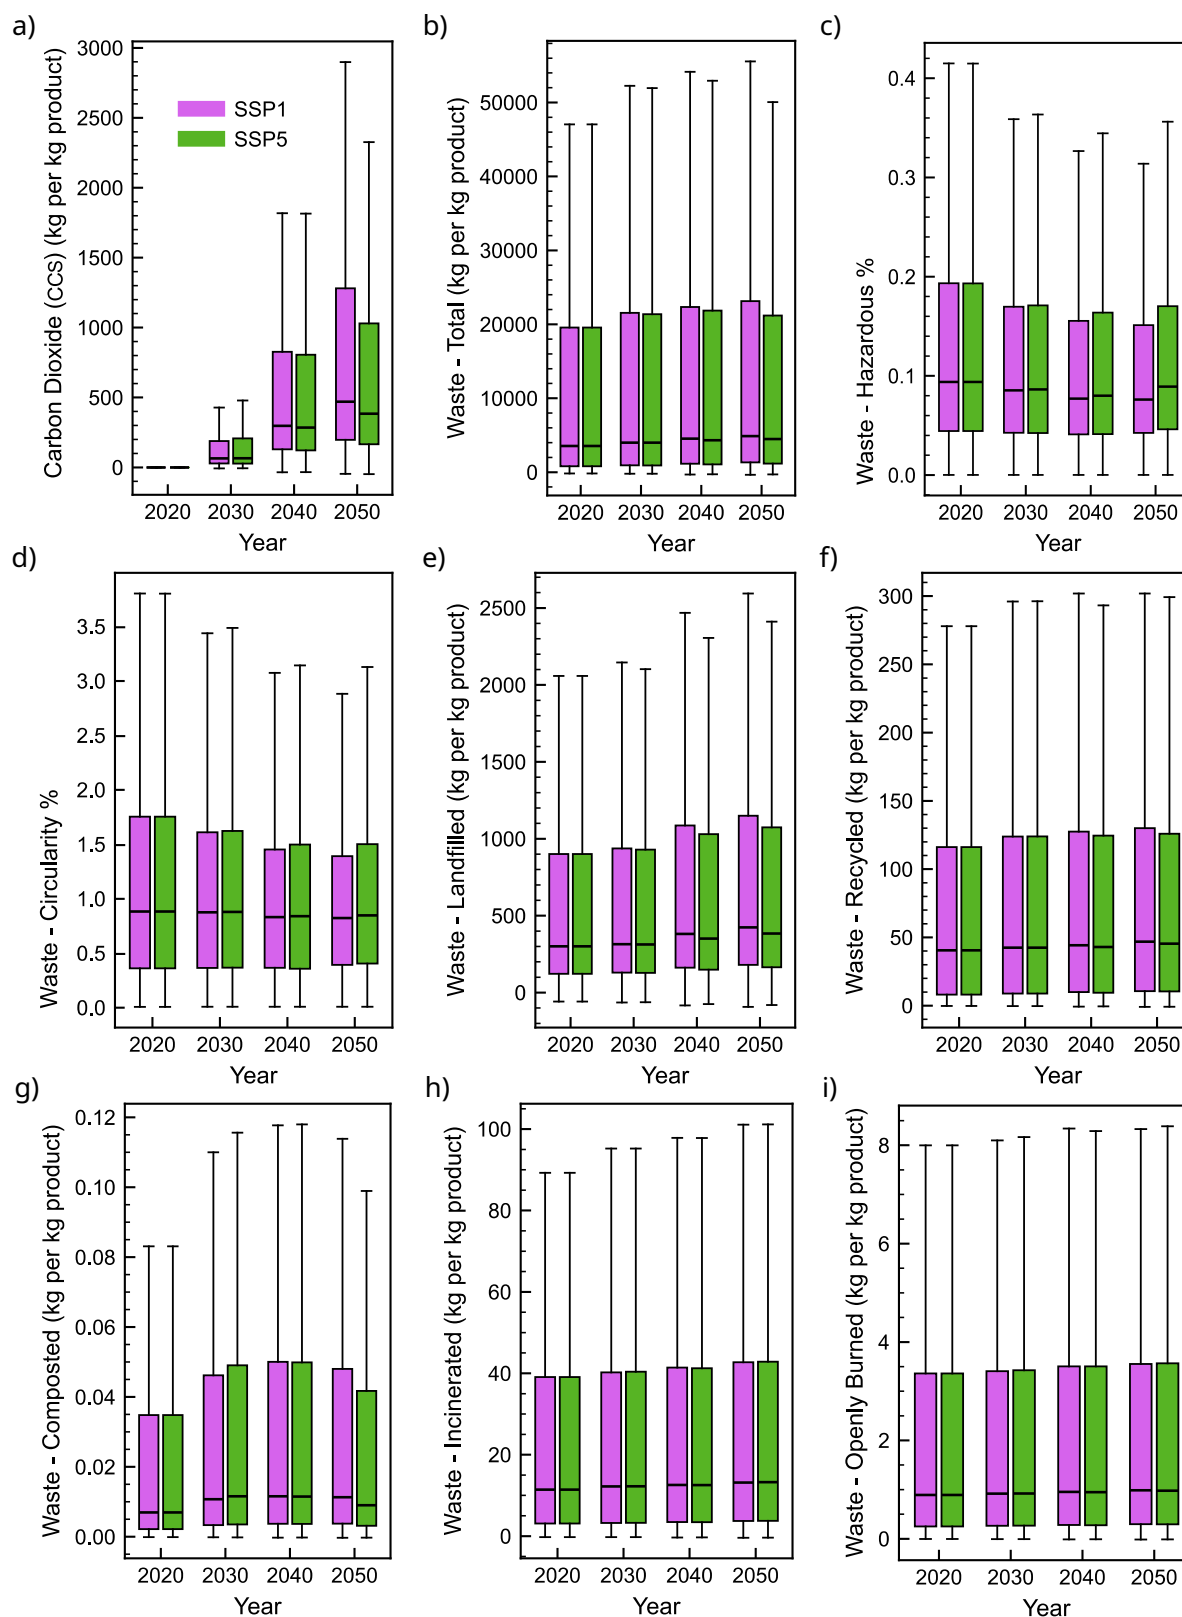 a)
Carbon Dioxide (CCS) (kg per kg product)
3000
2500
2000
1500
1000
500
0
SSP1
SSP5
2020 2030 2040 2050
Year
b)
Waste - Total (kg per kg product)
50000
40000
30000
20000
10000
0
2020 2030 2040 2050
Year
c)
Waste - Hazardous %
0.4
0.3
0.2
0.1
0.0
2020 2030 2040 2050
Year
d)
Waste - Circularity %
3.5
3.0
2.5
2.0
1.5
1.0
0.5
0.0
2020 2030 2040 2050
Year
e)
Waste - Landfilled (kg per kg product)
2500
2000
1500
1000
500
0
2020 2030 2040 2050
Year
f)
Waste - Recycled (kg per kg product)
300
250
200
150
100
50
0
2020 2030 2040 2050
Year
g)
Waste - Composted (kg per kg product)
0.12
0.10
0.08
0.06
0.04
0.02
0.00
2020 2030 2040 2050
Year
h)
Waste - Incinerated (kg per kg product)
100
80
60
40
20
0
2020 2030 2040 2050
Year
i)
Waste - Openly Burned (kg per kg product)
8
6
4
2
0
2020 2030 2040 2050
Year